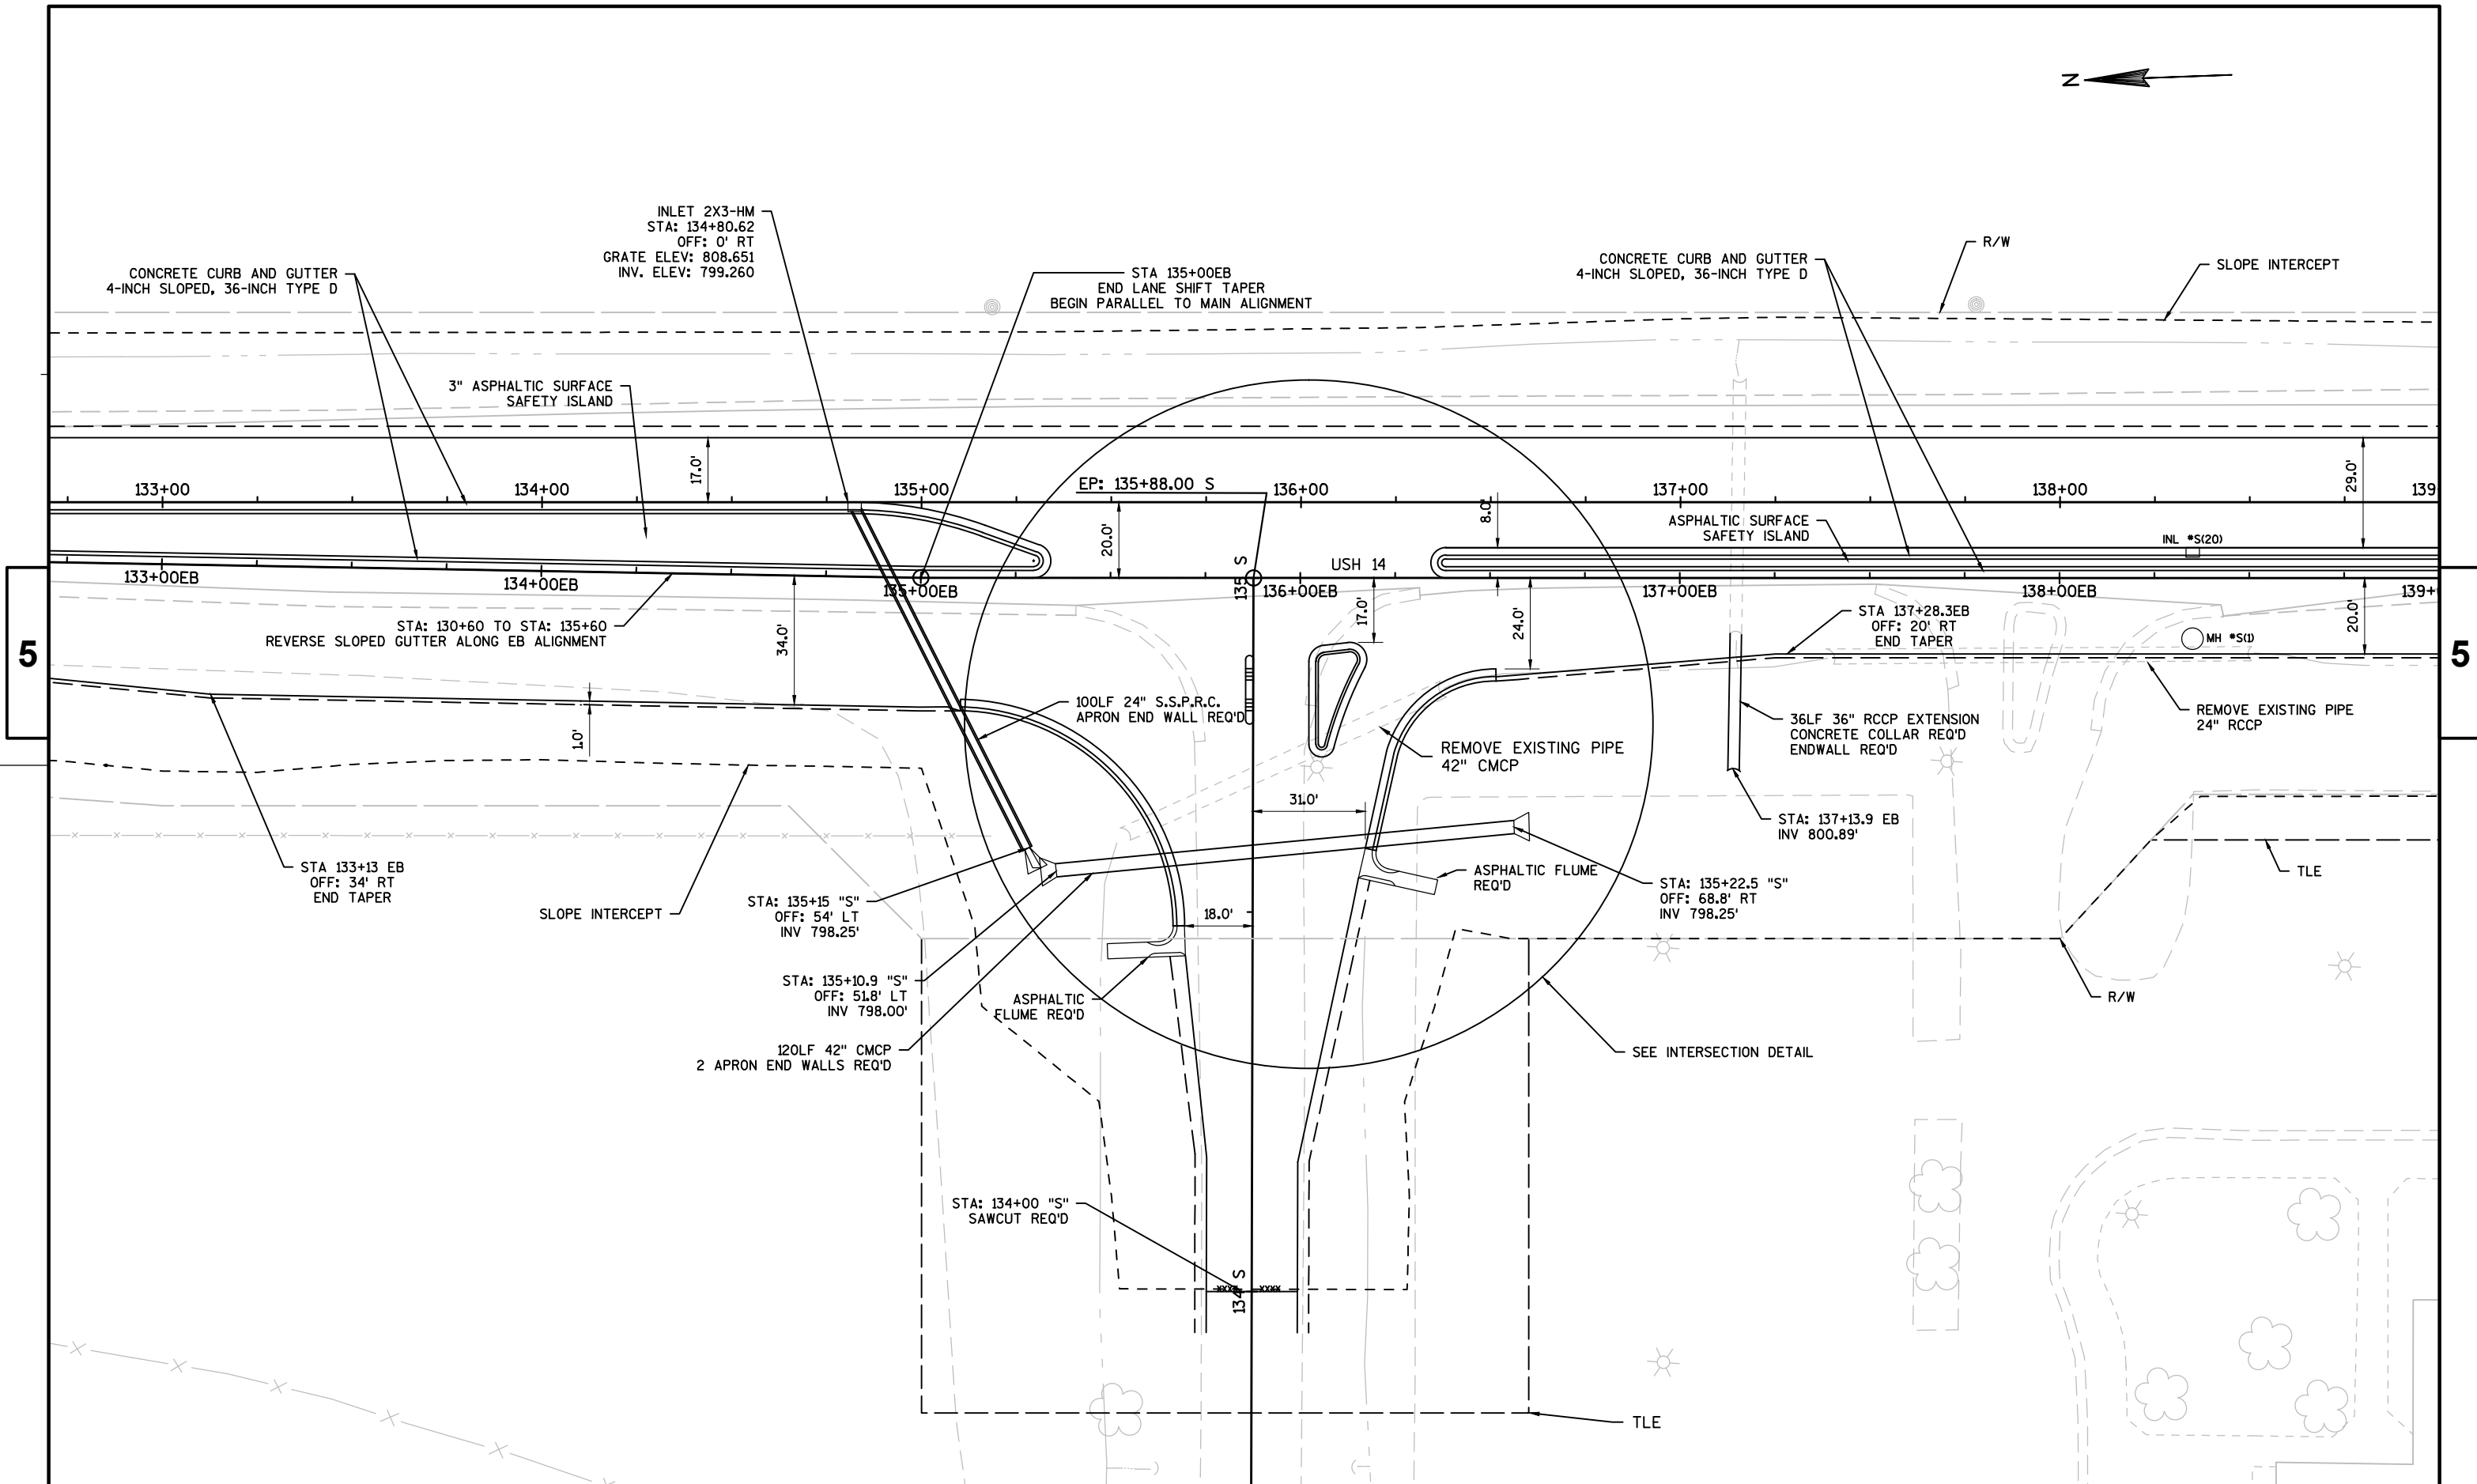 N
INLET 2X3-HM
STA: 134+80.62
OFF: 0' RT
GRATE ELEV: 808.651
INV. ELEV: 799.260
CONCRETE CURB AND GUTTER
4-INCH SLOPED, 36-INCH TYPE D
STA 135+00EB
END LANE SHIFT TAPER
BEGIN PARALLEL TO MAIN ALIGNMENT
CONCRETE CURB AND GUTTER
4-INCH SLOPED, 36-INCH TYPE D
R/W
SLOPE INTERCEPT
3" ASPHALTIC SURFACE
SAFETY ISLAND
17.0'
29.0'
133+00
134+00
135+00
EP: 135+88.00 S
136+00
137+00
138+00
139
20.0'
8.0'
ASPHALTIC SURFACE
SAFETY ISLAND
INL #S(20)
USH 14
135 S
133+00EB
134+00EB
135+00EB
136+00EB
137+00EB
138+00EB
139+
STA: 130+60 TO STA: 135+60
REVERSE SLOPED GUTTER ALONG EB ALIGNMENT
34.0'
17.0'
24.0'
20.0'
STA 137+28.3EB
OFF: 20' RT
END TAPER
MH #S(1)
5
5
100LF 24" S.S.P.R.C.
APRON END WALL REQ'D
1.0'
REMOVE EXISTING PIPE
42" CMCP
36LF 36" RCCP EXTENSION
CONCRETE COLLAR REQ'D
ENDWALL REQ'D
REMOVE EXISTING PIPE
24" RCCP
31.0'
STA: 137+13.9 EB
INV 800.89'
STA 133+13 EB
OFF: 34' RT
END TAPER
SLOPE INTERCEPT
STA: 135+15 "S"
OFF: 54' LT
INV 798.25'
18.0'
ASPHALTIC FLUME
REQ'D
STA: 135+22.5 "S"
OFF: 68.8' RT
INV 798.25'
TLE
STA: 135+10.9 "S"
OFF: 51.8' LT
INV 798.00'
ASPHALTIC
FLUME REQ'D
R/W
120LF 42" CMCP
2 APRON END WALLS REQ'D
SEE INTERSECTION DETAIL
STA: 134+00 "S"
SAWCUT REQ'D
134 S
TLE